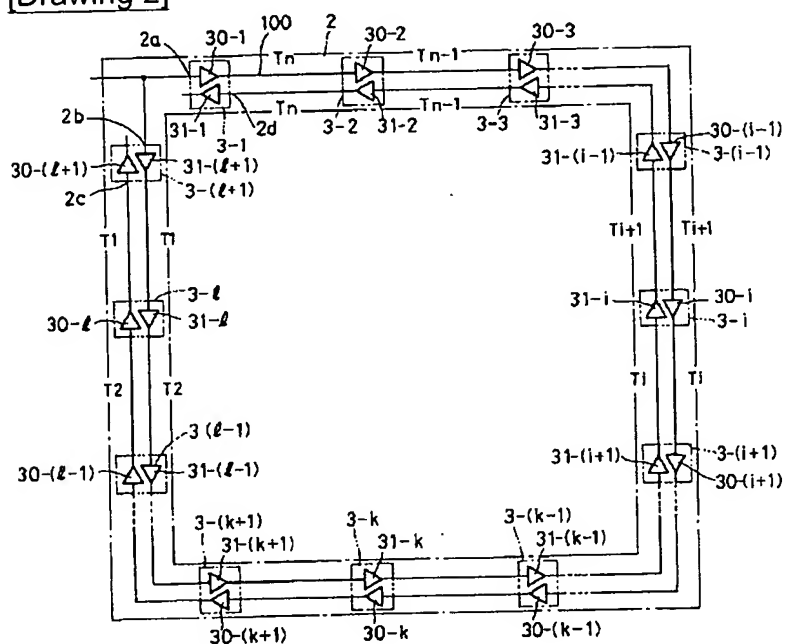 [Drawing 2]
2a 30-1 100 2 30-2 30-3
Tn Tn-1
Tn Tn-1
31-1 2d 3-2 31-2 3-3 31-3
3-1
2b 30-(i-1)
31-(i-1) 3-(i-1)
30-(ℓ+1) 31-(ℓ+1)
3-(ℓ+1)
2c
T1 T1 Ti+1 Ti+1
3-ℓ
31-i 30-i
30-ℓ 31-ℓ 3-i
T2 T2 Ti Ti
3-(ℓ-1) 3-(i+1)
30-(ℓ-1) 31-(ℓ-1) 31-(i+1) 30-(i+1)
3-(k+1) 3-k 3-(k-1)
31-(k+1) 31-k 31-(k-1)
30-(k+1) 30-k 30-(k-1)